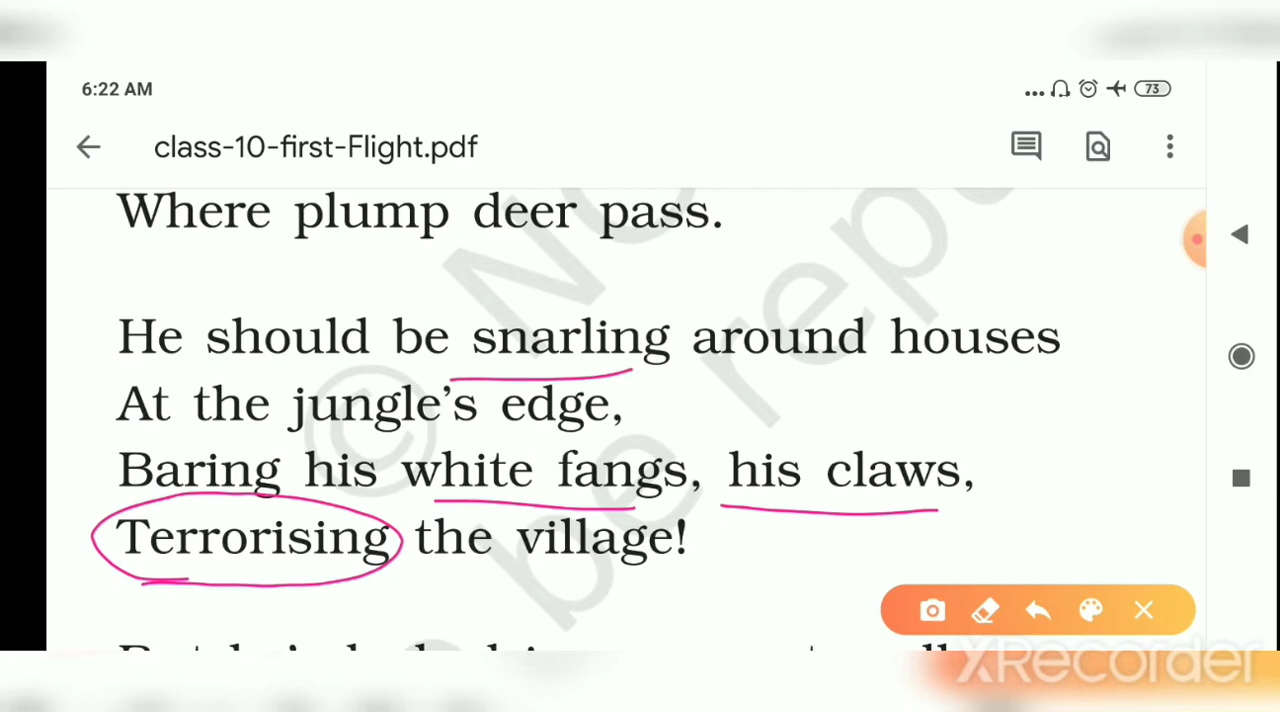 6:22 AM
73
class-10-first-Flight.pdf
Where plump deer pass.
He should be snarling around houses
At the jungle's edge,
Baring his white fangs, his claws,
Terrorising the village!
XRecorder